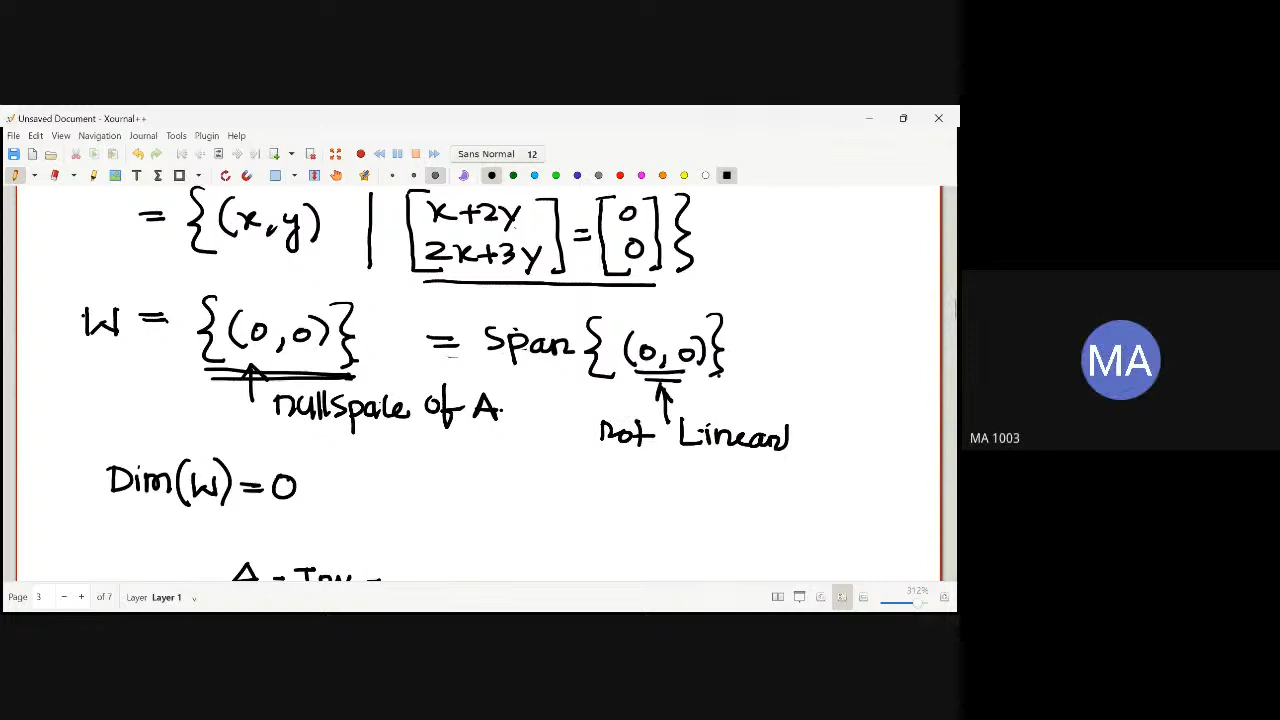 Unsaved Document - Xournal++
File Edit View Navigation Journal Tools Plugin Help
Sans Normal 12
= {(x,y) | [x+2y
2x+3y] = [0
0]}
W = {(0,0)} = Span{(0,0)}
nullspace of A.
not Linear
Dim(W) = 0
MA
MA 1003
Page 3 - + of 7 Layer Layer 1 312%